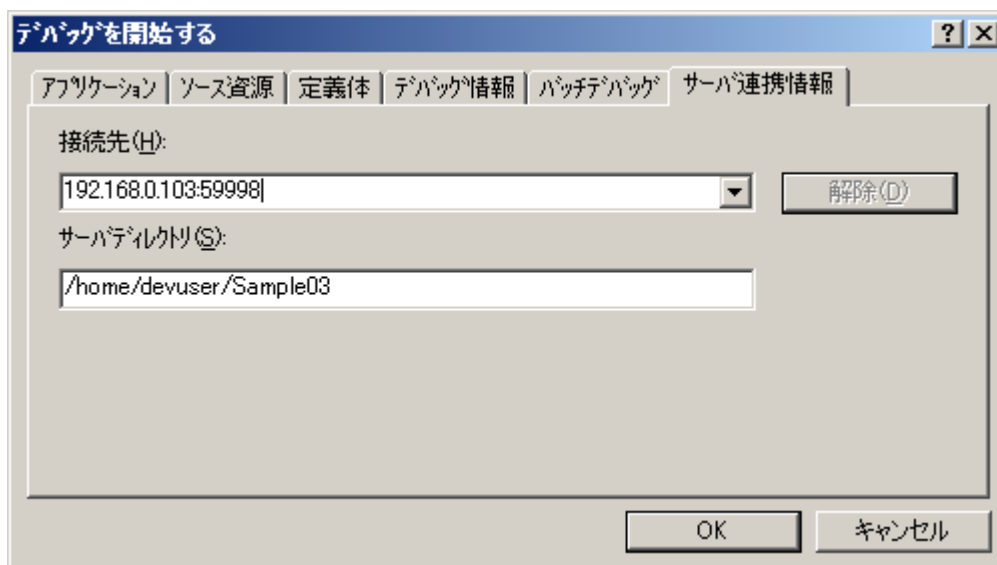 ﾃﾞﾊﾞｯｸﾞを開始する
ｱﾌﾟﾘｹｰｼｮﾝ ｿｰｽ資源 定義体 ﾃﾞﾊﾞｯｸﾞ情報 ﾊﾞｯﾁﾃﾞﾊﾞｯｸﾞ ｻｰﾊﾞ連携情報
接続先(H):
192.168.0.103:59998
解除(D)
ｻｰﾊﾞﾃﾞｨﾚｸﾄﾘ(S):
/home/devuser/Sample03
OK キャンセル